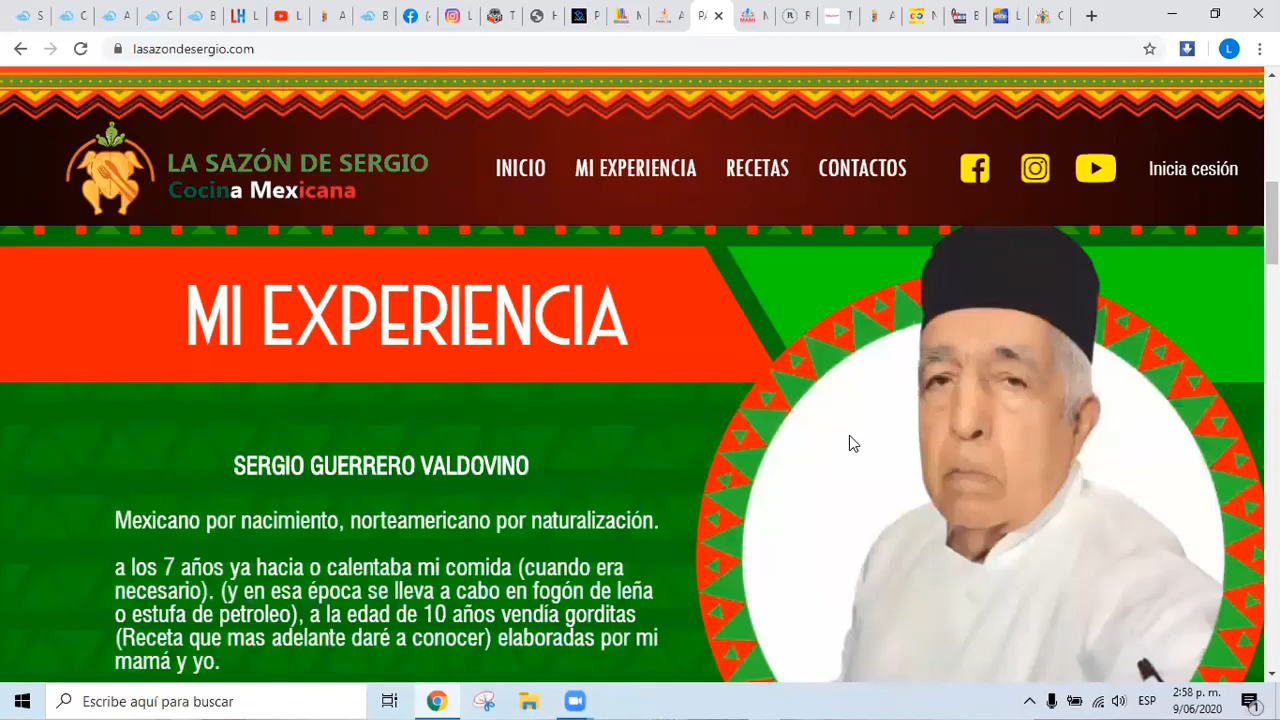 lasazondesergio.com
LA SAZÓN DE SERGIO
Cocina Mexicana
INICIO
MI EXPERIENCIA
RECETAS
CONTACTOS
Inicia cesión
MI EXPERIENCIA
SERGIO GUERRERO VALDOVINO
Mexicano por nacimiento, norteamericano por naturalización.
a los 7 años ya hacia o calentaba mi comida (cuando era
necesario). (y en esa época se lleva a cabo en fogón de leña
o estufa de petroleo), a la edad de 10 años vendía gorditas
(Receta que mas adelante daré a conocer) elaboradas por mi
mamá y yo.
Escribe aquí para buscar
ESP
2:58 p. m.
9/06/2020